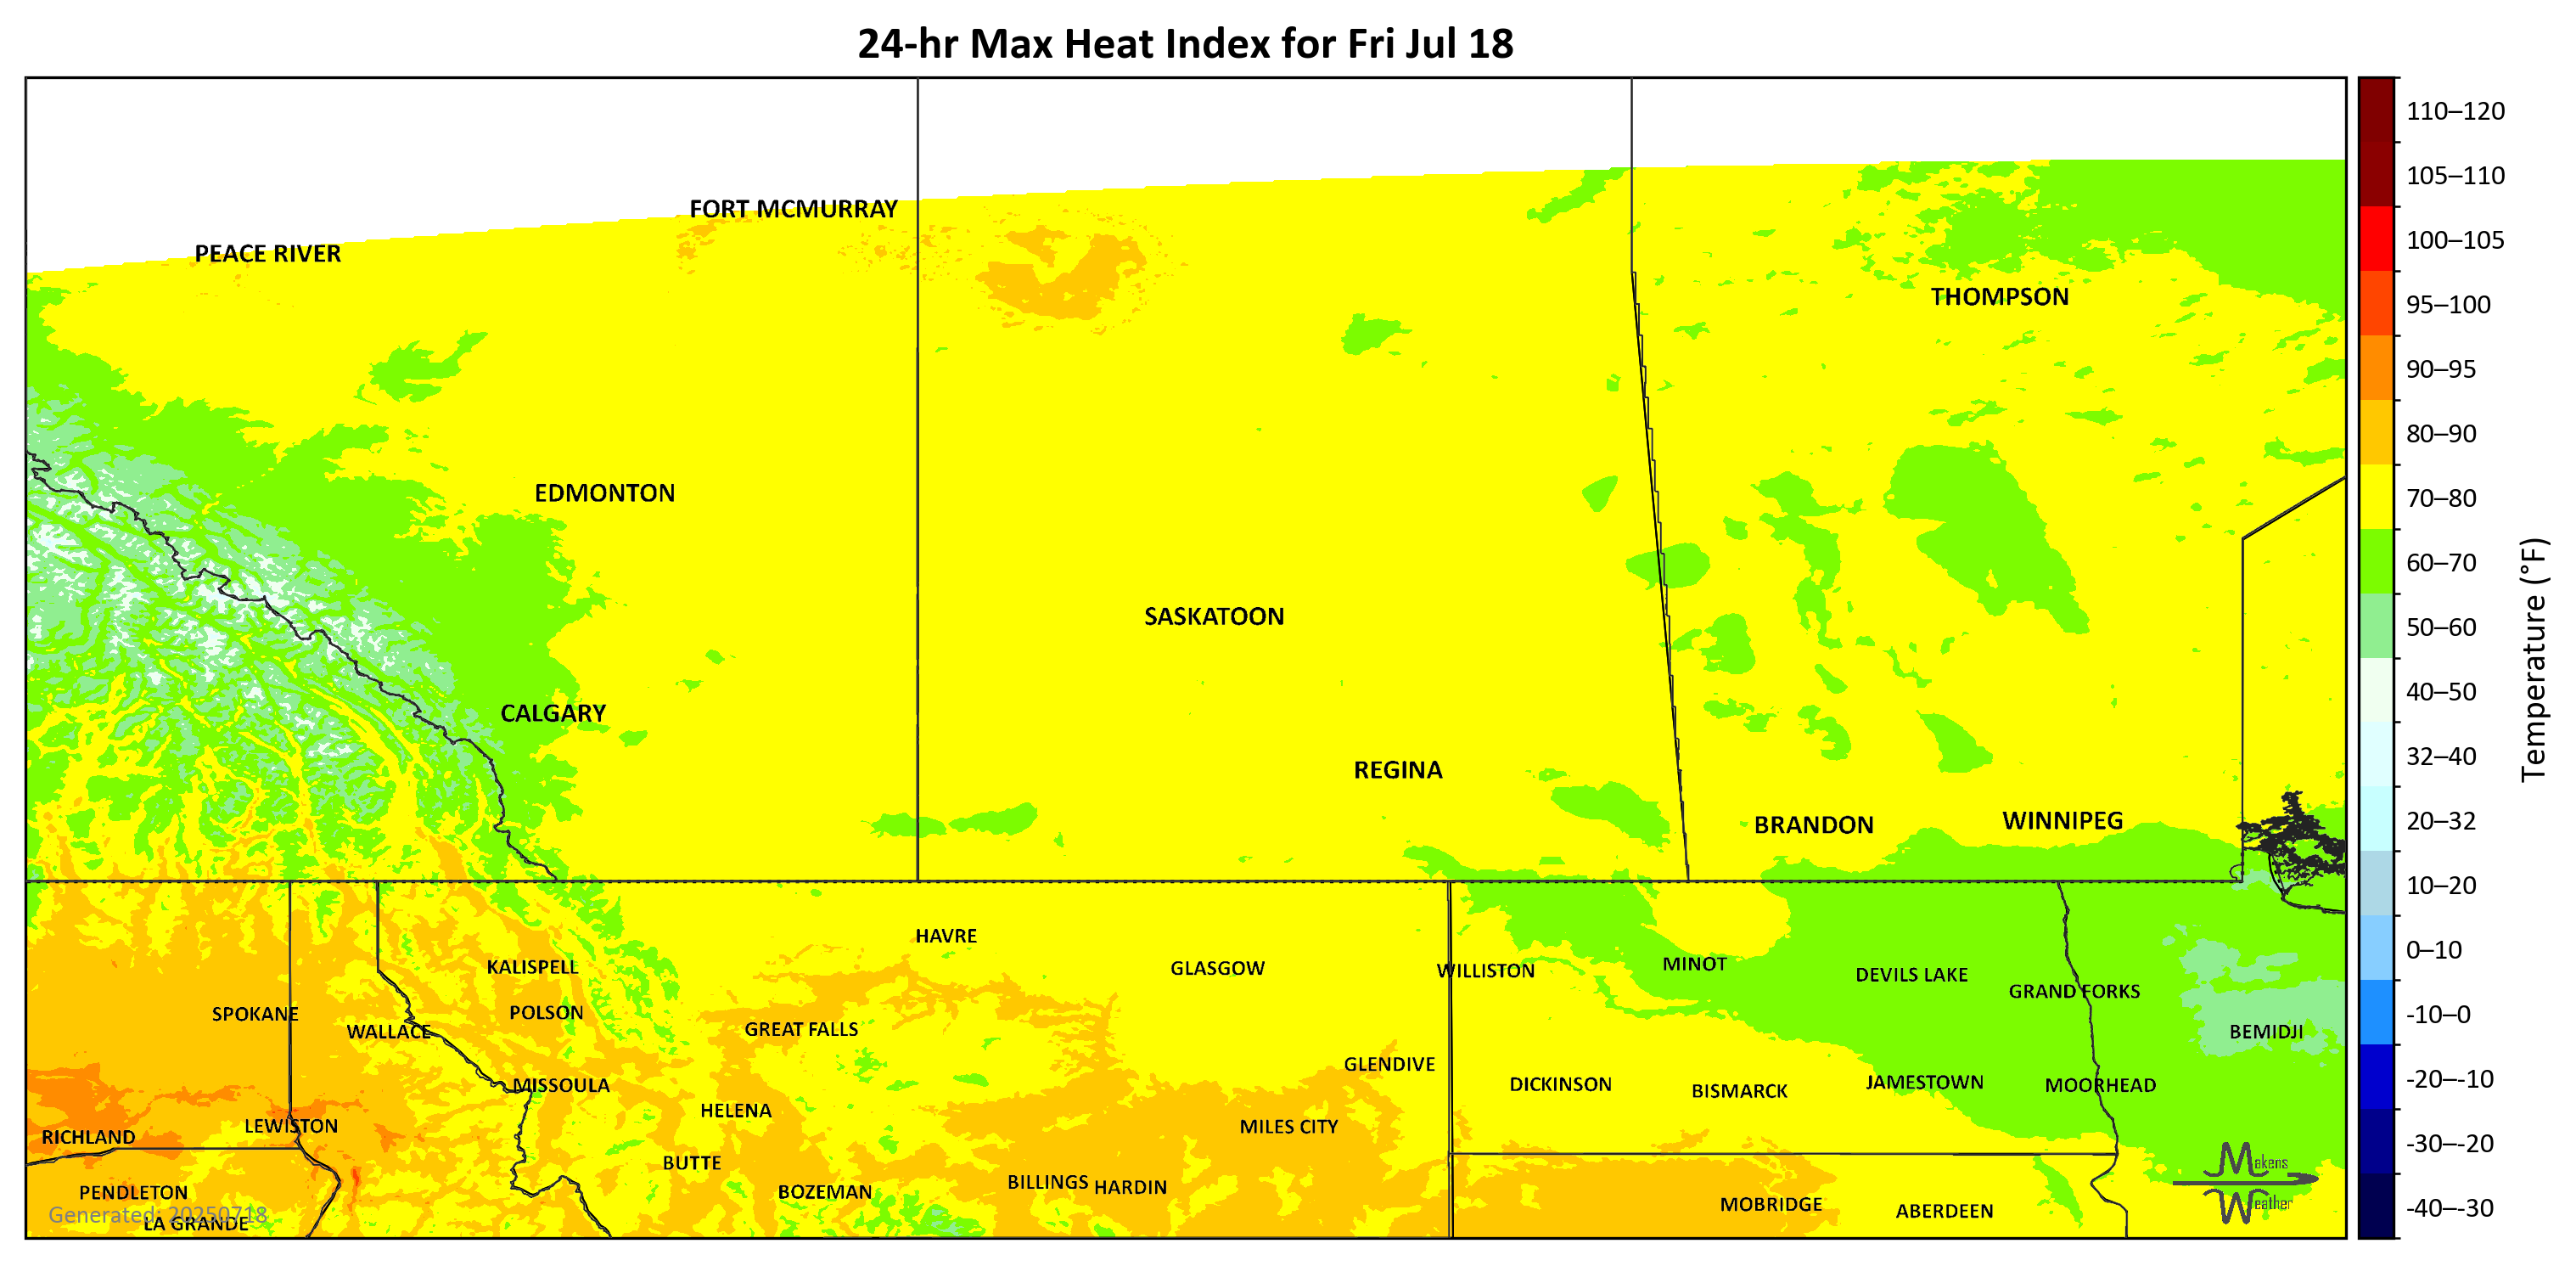 24-hr Max Heat Index for Fri Jul 18
110–120
105–110
100–105
95–100
90–95
80–90
70–80
60–70
50–60
40–50
32–40
20–32
10–20
0–10
-10–0
-20–-10
-30–-20
-40–-30
Temperature (°F)
FORT MCMURRAY
PEACE RIVER
THOMPSON
EDMONTON
SASKATOON
CALGARY
REGINA
BRANDON
WINNIPEG
HAVRE
KALISPELL
GLASGOW
WILLISTON
MINOT
DEVILS LAKE
GRAND FORKS
SPOKANE
POLSON
WALLACE
GREAT FALLS
BEMIDJI
GLENDIVE
MISSOULA
DICKINSON
BISMARCK
JAMESTOWN
MOORHEAD
HELENA
LEWISTON
MILES CITY
RICHLAND
BUTTE
BILLINGS
HARDIN
PENDLETON
BOZEMAN
MOBRIDGE
ABERDEEN
Generated: 20250718
LA GRANDE
Makens
Weather